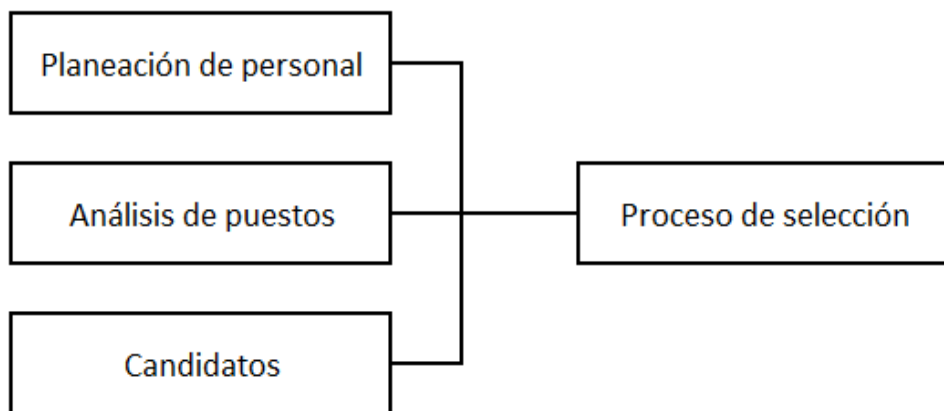 Planeación de personal
Análisis de puestos
Proceso de selección
Candidatos